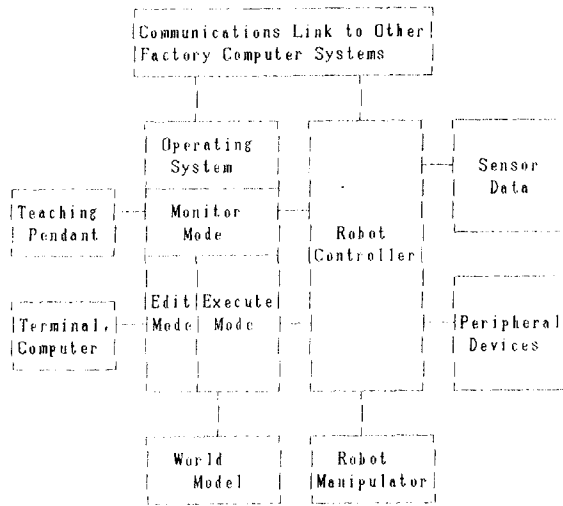 Communications Link to Other
Factory Computer Systems
Operating
System
Sensor
Data
Teaching
Pendant
Monitor
Mode
Robot
Controller
Edit
Mode
Execute
Mode
Terminal,
Computer
Peripheral
Devices
World
Model
Robot
Manipulator